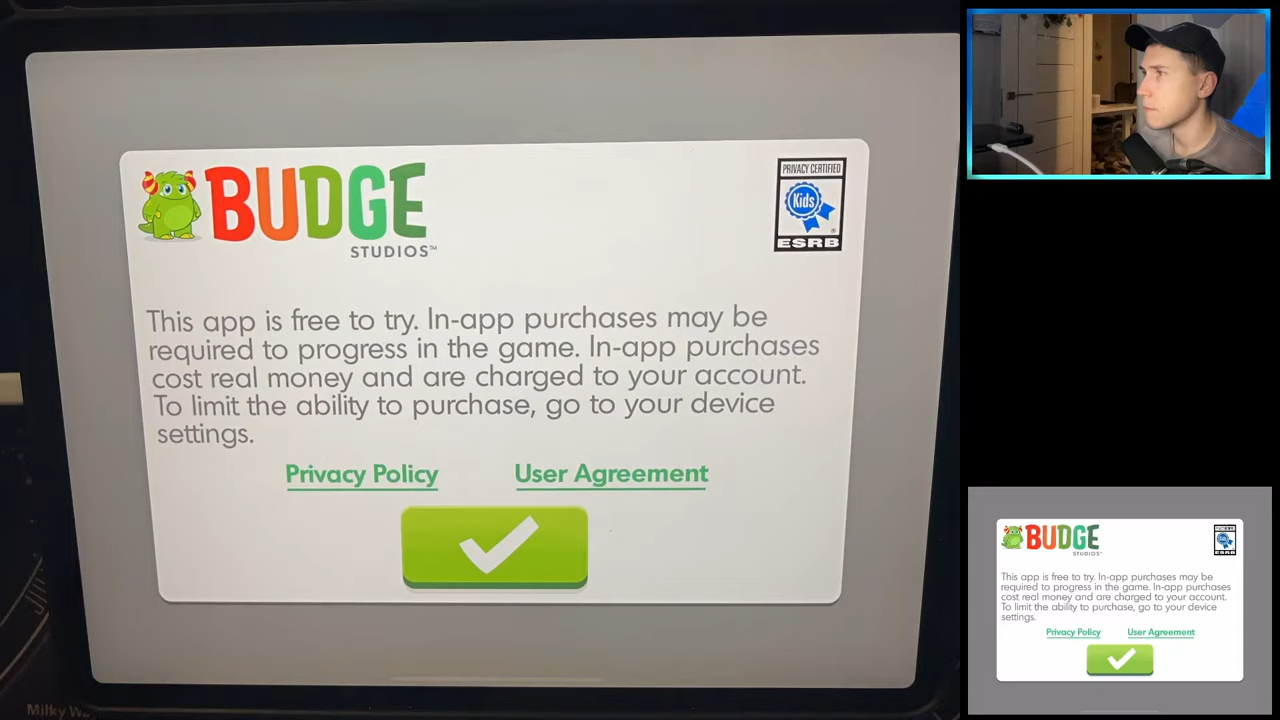 BUDGE
STUDIOS™
PRIVACY CERTIFIED
Kids
®
ESRB
This app is free to try. In-app purchases may be
required to progress in the game. In-app purchases
cost real money and are charged to your account.
To limit the ability to purchase, go to your device
settings.
Privacy Policy
User Agreement
Milky
BUDGE
STUDIOS™
ESRB
This app is free to try. In-app purchases may be
required to progress in the game. In-app purchases
cost real money and are charged to your account.
To limit the ability to purchase, go to your device
settings.
Privacy Policy
User Agreement